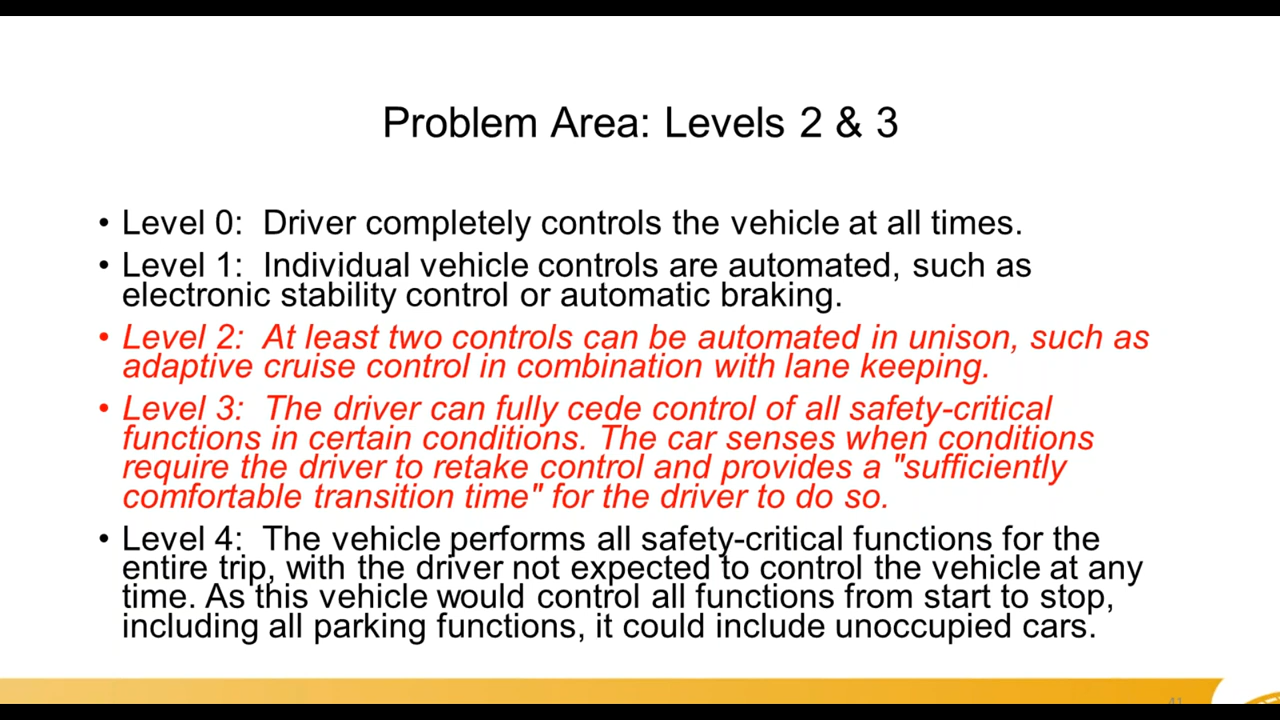 Problem Area: Levels 2 & 3
• Level 0:  Driver completely controls the vehicle at all times.
• Level 1:  Individual vehicle controls are automated, such as
electronic stability control or automatic braking.
• Level 2:  At least two controls can be automated in unison, such as
adaptive cruise control in combination with lane keeping.
• Level 3:  The driver can fully cede control of all safety-critical
functions in certain conditions. The car senses when conditions
require the driver to retake control and provides a "sufficiently
comfortable transition time" for the driver to do so.
• Level 4:  The vehicle performs all safety-critical functions for the
entire trip, with the driver not expected to control the vehicle at any
time. As this vehicle would control all functions from start to stop,
including all parking functions, it could include unoccupied cars.